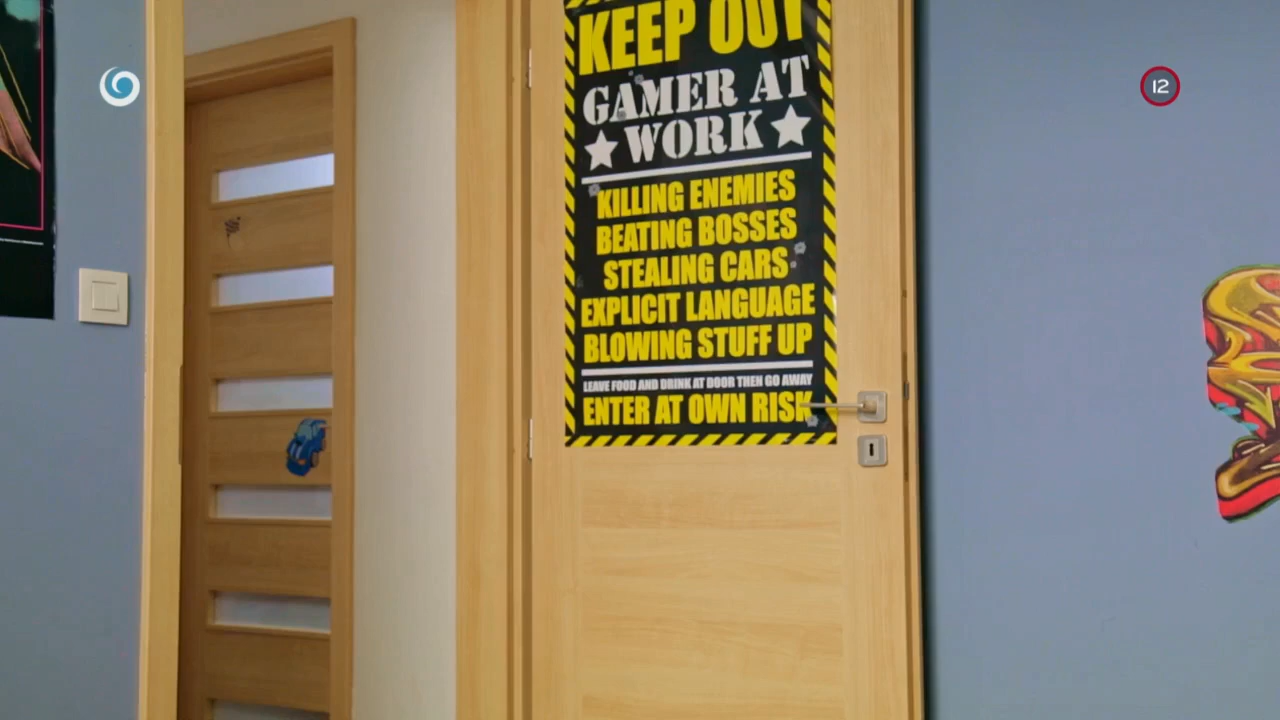 KEEP OUT
GAMER AT
WORK
KILLING ENEMIES
BEATING BOSSES
STEALING CARS
EXPLICIT LANGUAGE
BLOWING STUFF UP
LEAVE FOOD AND DRINK AT DOOR THEN GO AWAY
ENTER AT OWN RISK
12